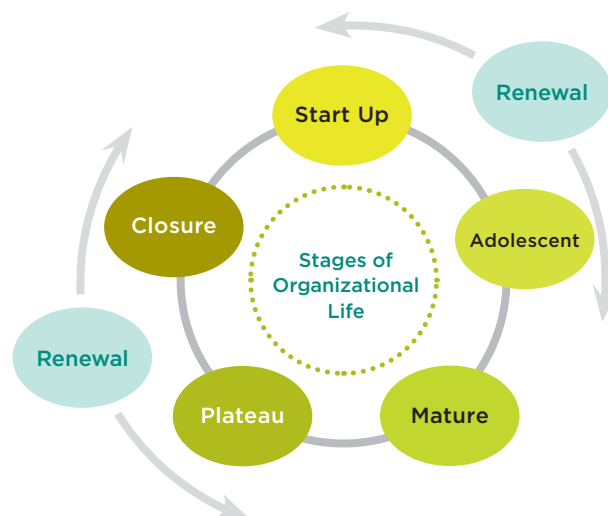 Renewal
Start Up
Closure
Adolescent
Stages of
Organizational
Life
Renewal
Plateau
Mature